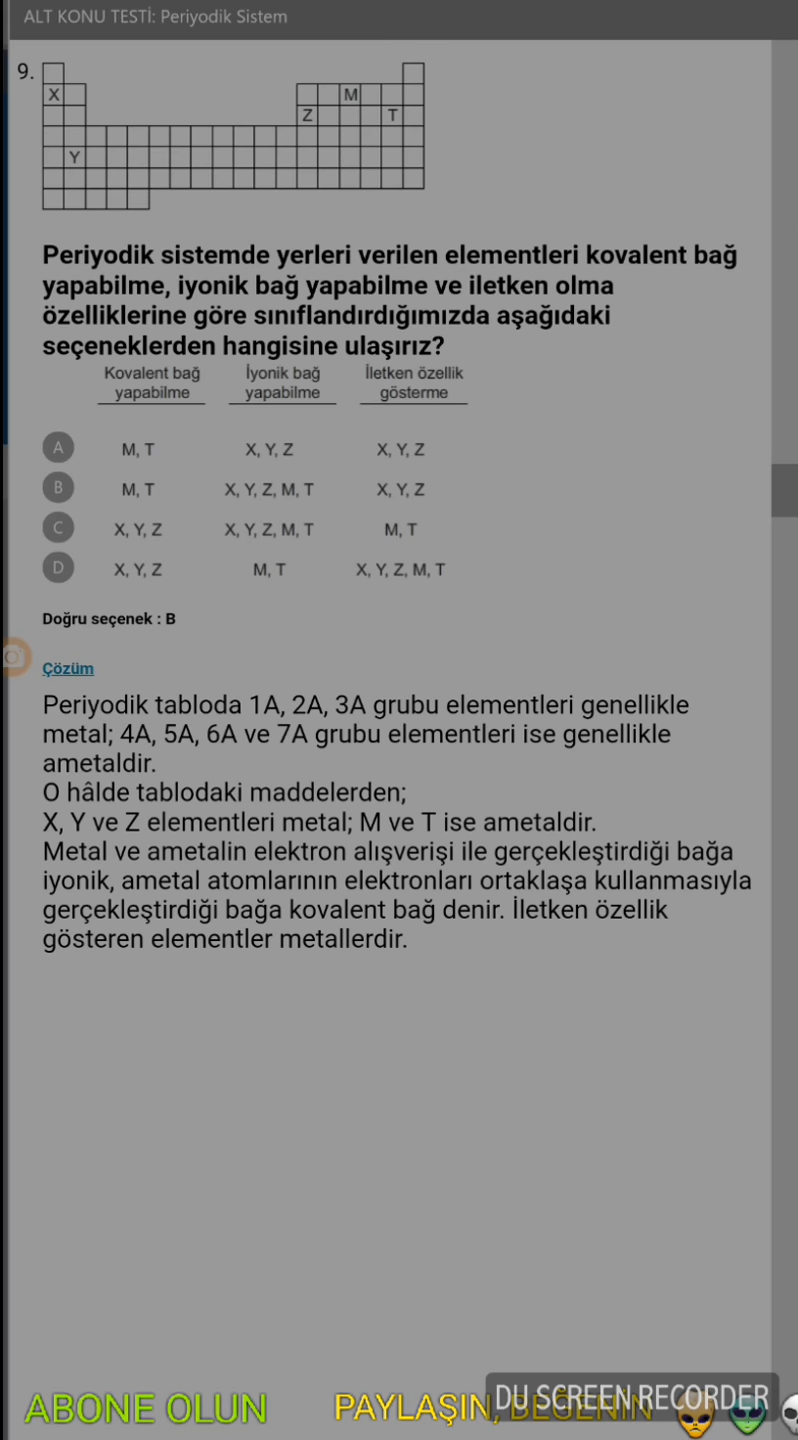 ALT KONU TESTİ: Periyodik Sistem
9.
X
M
Z
T
Y
Periyodik sistemde yerleri verilen elementleri kovalent bağ
yapabilme, iyonik bağ yapabilme ve iletken olma
özelliklerine göre sınıflandırdığımızda aşağıdaki
seçeneklerden hangisine ulaşırız?
Kovalent bağ İyonik bağ İletken özellik
yapabilme yapabilme gösterme
A M, T X, Y, Z X, Y, Z
B M, T X, Y, Z, M, T X, Y, Z
C X, Y, Z X, Y, Z, M, T M, T
D X, Y, Z M, T X, Y, Z, M, T
Doğru seçenek : B
Çözüm
Periyodik tabloda 1A, 2A, 3A grubu elementleri genellikle
metal; 4A, 5A, 6A ve 7A grubu elementleri ise genellikle
ametaldir.
O hâlde tablodaki maddelerden;
X, Y ve Z elementleri metal; M ve T ise ametaldir.
Metal ve ametalin elektron alışverişi ile gerçekleştirdiği bağa
iyonik, ametal atomlarının elektronları ortaklaşa kullanmasıyla
gerçekleştirdiği bağa kovalent bağ denir. İletken özellik
gösteren elementler metallerdir.
ABONE OLUN PAYLAŞIN, BEĞENİN
DU SCREEN RECORDER